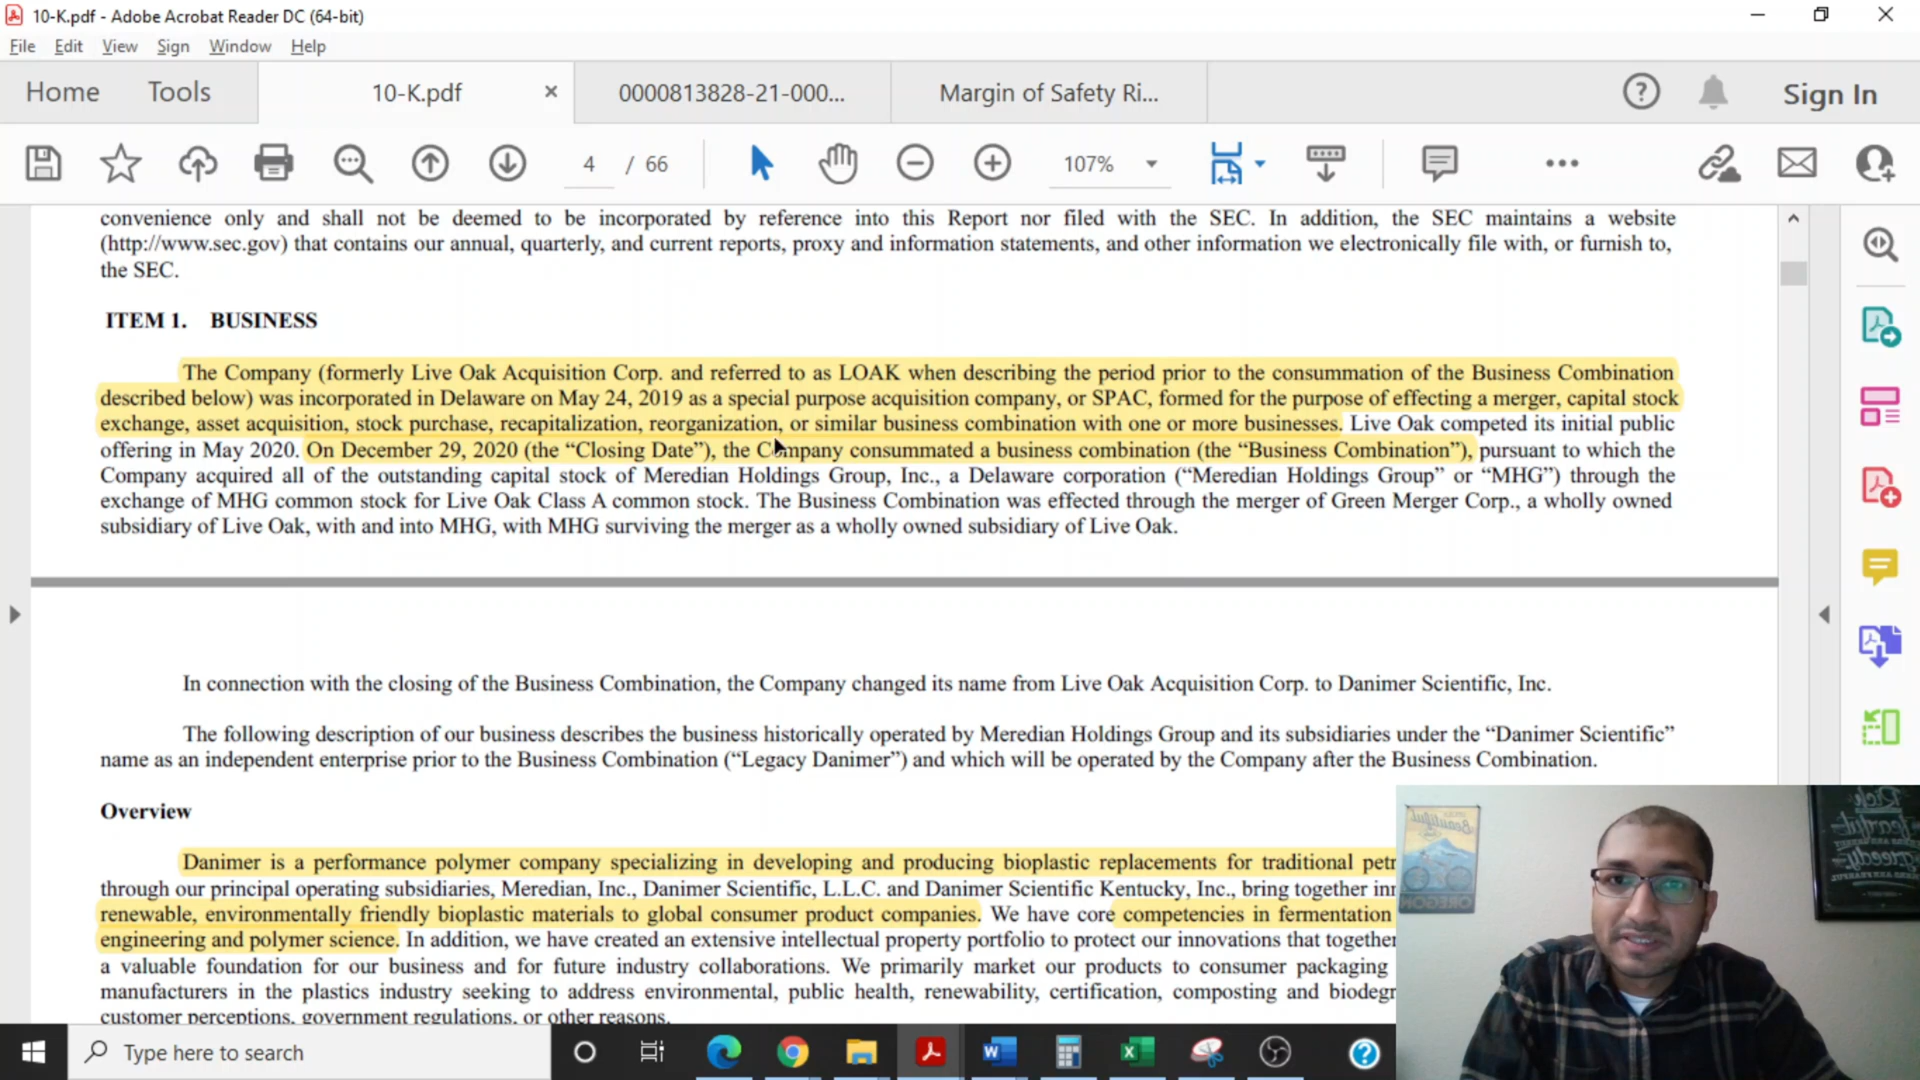 10-K.pdf - Adobe Acrobat Reader DC (64-bit)
File Edit View Sign Window Help
Home Tools 10-K.pdf 0000813828-21-000... Margin of Safety Ri... Sign In
4 / 66 107%
convenience only and shall not be deemed to be incorporated by reference into this Report nor filed with the SEC. In addition, the SEC maintains a website
(http://www.sec.gov) that contains our annual, quarterly, and current reports, proxy and information statements, and other information we electronically file with, or furnish to,
the SEC.
ITEM 1. BUSINESS
The Company (formerly Live Oak Acquisition Corp. and referred to as LOAK when describing the period prior to the consummation of the Business Combination
described below) was incorporated in Delaware on May 24, 2019 as a special purpose acquisition company, or SPAC, formed for the purpose of effecting a merger, capital stock
exchange, asset acquisition, stock purchase, recapitalization, reorganization, or similar business combination with one or more businesses. Live Oak competed its initial public
offering in May 2020. On December 29, 2020 (the “Closing Date”), the Company consummated a business combination (the “Business Combination”), pursuant to which the
Company acquired all of the outstanding capital stock of Meredian Holdings Group, Inc., a Delaware corporation (“Meredian Holdings Group” or “MHG”) through the
exchange of MHG common stock for Live Oak Class A common stock. The Business Combination was effected through the merger of Green Merger Corp., a wholly owned
subsidiary of Live Oak, with and into MHG, with MHG surviving the merger as a wholly owned subsidiary of Live Oak.
In connection with the closing of the Business Combination, the Company changed its name from Live Oak Acquisition Corp. to Danimer Scientific, Inc.
The following description of our business describes the business historically operated by Meredian Holdings Group and its subsidiaries under the “Danimer Scientific”
name as an independent enterprise prior to the Business Combination (“Legacy Danimer”) and which will be operated by the Company after the Business Combination.
Overview
Danimer is a performance polymer company specializing in developing and producing bioplastic replacements for traditional petr
through our principal operating subsidiaries, Meredian, Inc., Danimer Scientific, L.L.C. and Danimer Scientific Kentucky, Inc., bring together inn
renewable, environmentally friendly bioplastic materials to global consumer product companies. We have core competencies in fermentation
engineering and polymer science. In addition, we have created an extensive intellectual property portfolio to protect our innovations that together
a valuable foundation for our business and for future industry collaborations. We primarily market our products to consumer packaging
manufacturers in the plastics industry seeking to address environmental, public health, renewability, certification, composting and biodegr
customer perceptions, government regulations, or other reasons.
Beautiful
OREGON
Type here to search